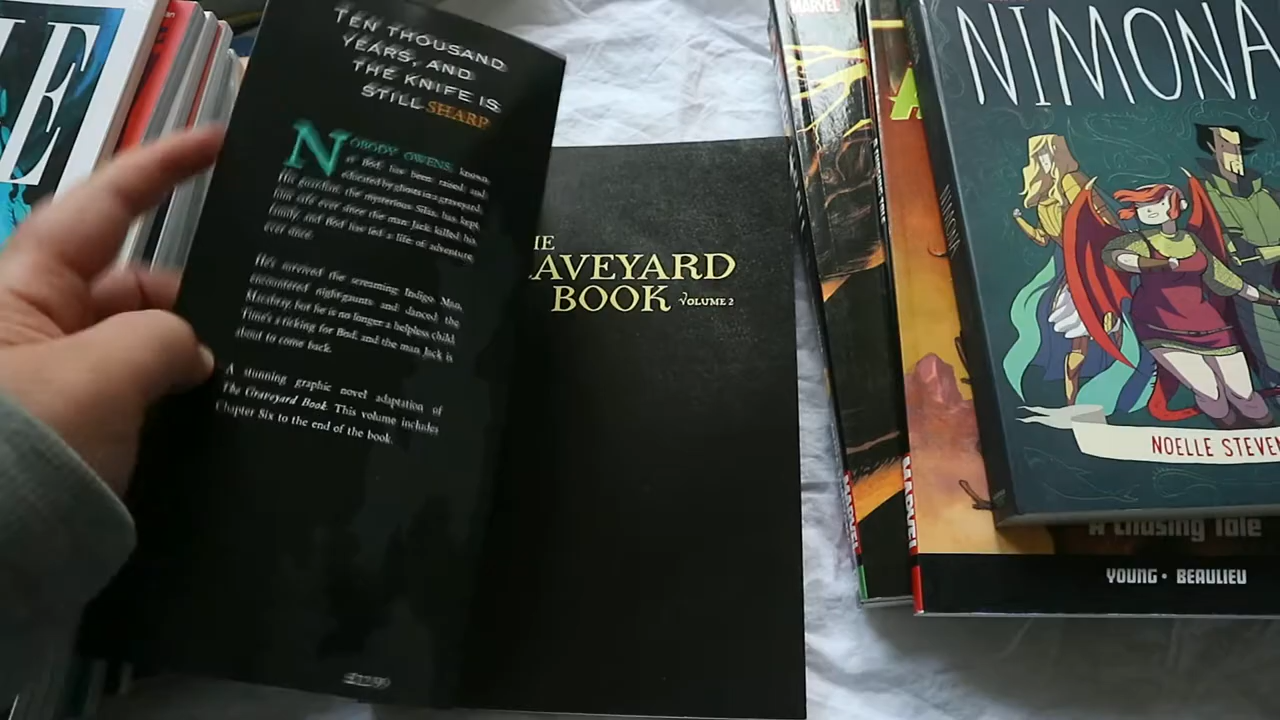 TEN THOUSAND
YEARS, AND
THE KNIFE IS
STILL SHARP
NOBODY OWENS, known
as Bod, has been raised and
educated by ghosts in a graveyard.
His guardian, the mysterious Silas, has kept
him safe ever since the man Jack killed his
family, and Bod has led a life of adventure
ever since.
He's survived the screaming Indigo Man,
encountered nightgaunts and danced the
Macabray, but he is no longer a helpless child.
Time's ticking for Bod, and the man Jack is
about to come back.
A stunning graphic novel adaptation of
The Graveyard Book. This volume includes
Chapter Six to the end of the book.
AVEYARD
BOOK VOLUME 2
MARVEL
MARVEL
MARVEL
NIMONA
NOELLE STEVEN
A Chasing Tale
YOUNG • BEAULIEU